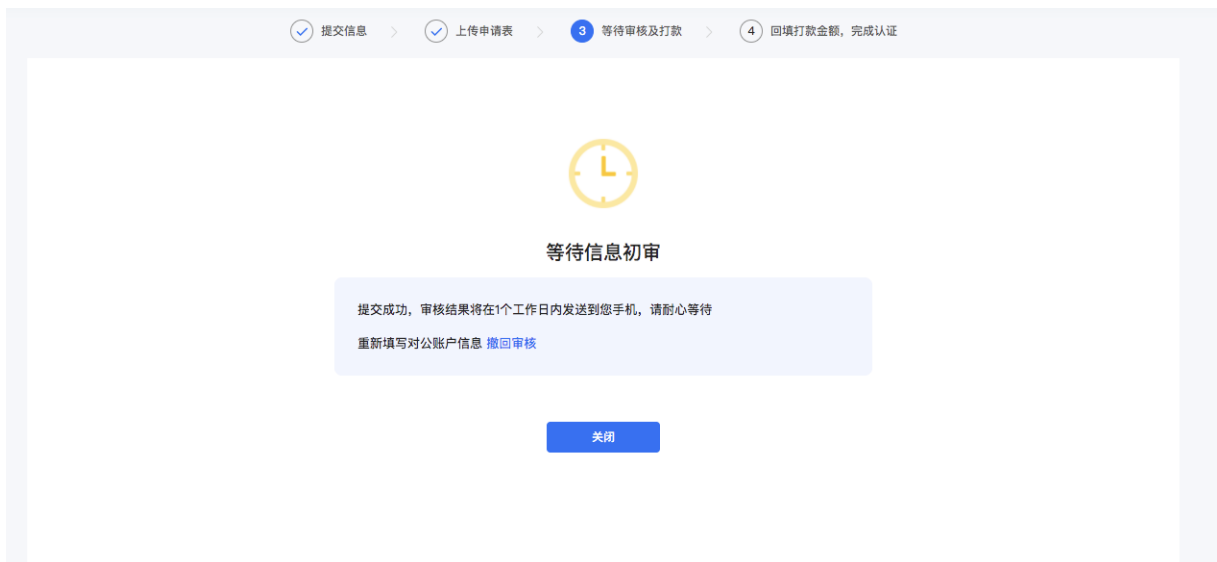 提交信息 上传申请表 3 等待审核及打款 4 回填打款金额，完成认证
等待信息初审
提交成功，审核结果将在1个工作日内发送到您手机，请耐心等待
重新填写对公账户信息 撤回审核
关闭